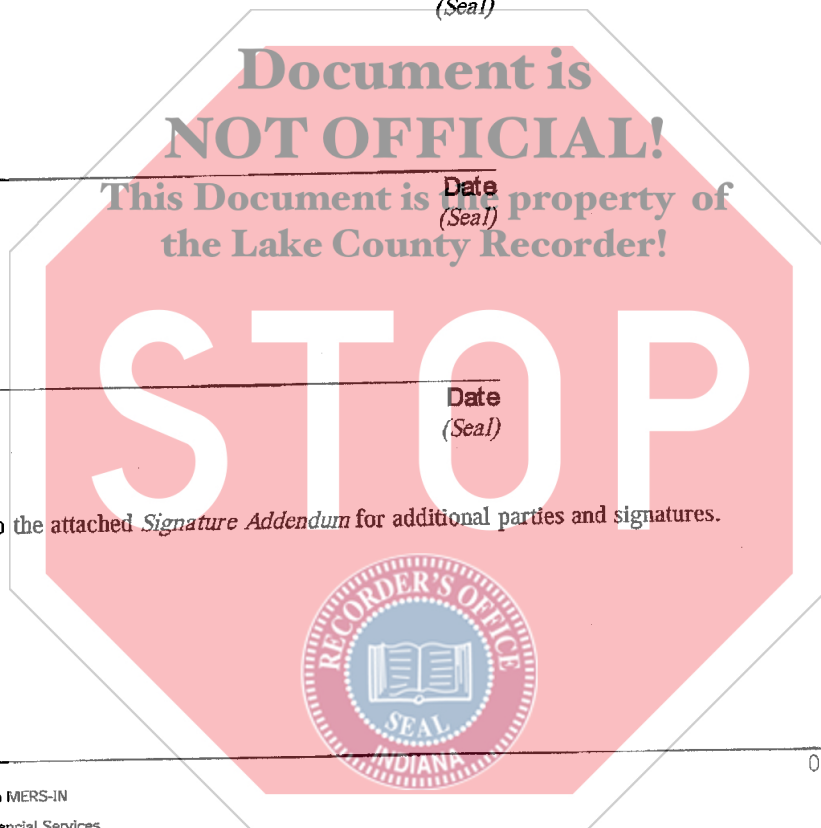 (Seal)
Document is
NOT OFFICIAL!
Date
This Document is the property of
(Seal)
the Lake County Recorder!
STOP
Date
(Seal)
the attached Signature Addendum for additional parties and signatures.
RECORDER'S OFFICE
SEAL
INDIANA
0
MERS-IN
Services